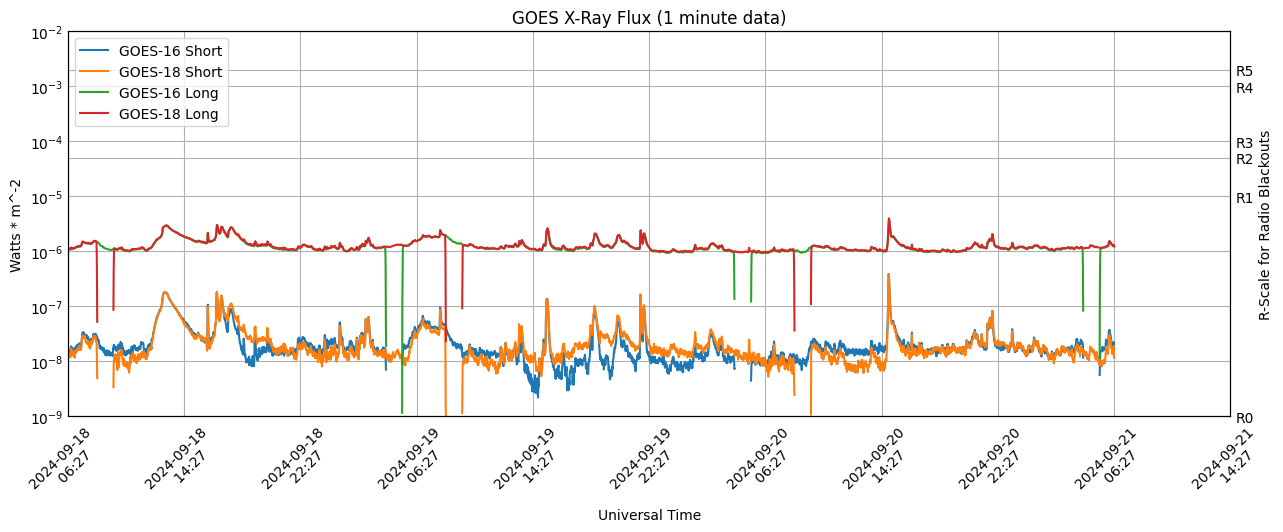 GOES X-Ray Flux (1 minute data)
GOES-16 Short
GOES-18 Short
GOES-16 Long
GOES-18 Long
10^-2
10^-3
10^-4
10^-5
10^-6
10^-7
10^-8
10^-9
Watts * m^-2
R5
R4
R3
R2
R1
R0
R-Scale for Radio Blackouts
2024-09-18
06:27
2024-09-18
14:27
2024-09-18
22:27
2024-09-19
06:27
2024-09-19
14:27
2024-09-19
22:27
2024-09-20
06:27
2024-09-20
14:27
2024-09-20
22:27
2024-09-21
06:27
2024-09-21
14:27
Universal Time